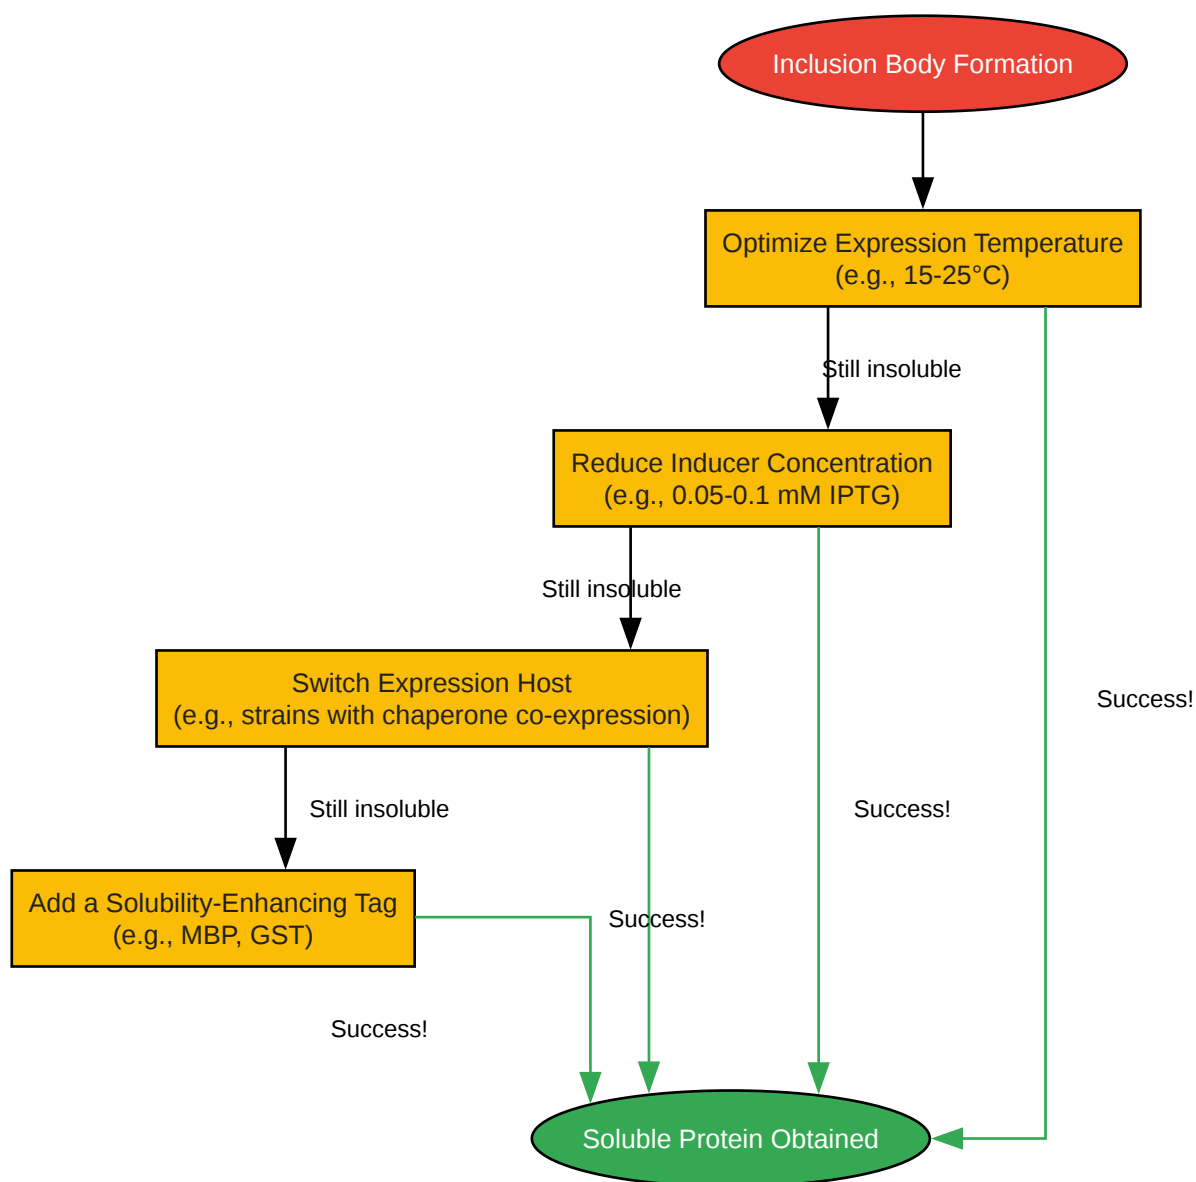 Inclusion Body Formation
Optimize Expression Temperature
(e.g., 15-25°C)
Still insoluble
Reduce Inducer Concentration
(e.g., 0.05-0.1 mM IPTG)
Still insoluble
Switch Expression Host
(e.g., strains with chaperone co-expression)
Success!
Still insoluble
Success!
Add a Solubility-Enhancing Tag
(e.g., MBP, GST)
Success!
Success!
Soluble Protein Obtained